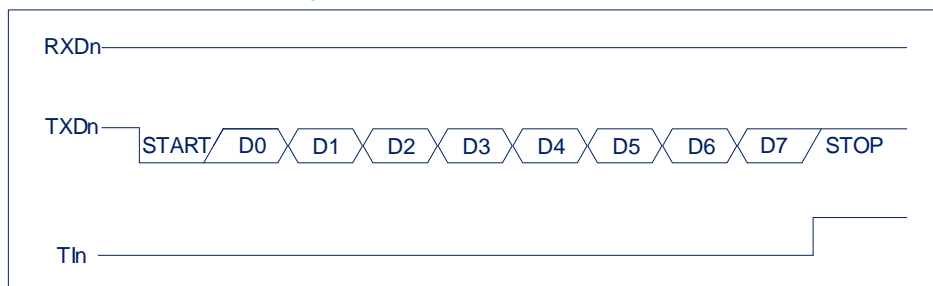 RXDn
TXDn
START D0 D1 D2 D3 D4 D5 D6 D7 STOP
TIn